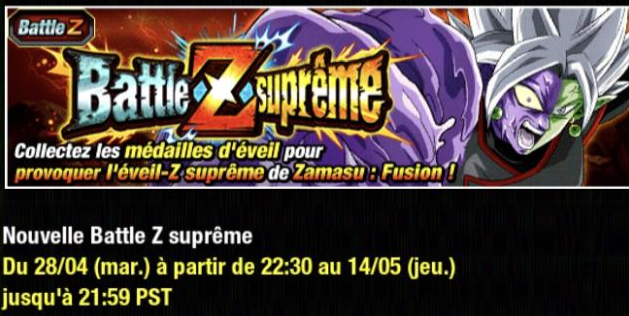 Battle Z
Battle Z suprême
Collectez les médailles d'éveil pour
provoquer l'éveil-Z suprême de Zamasu : Fusion !
Nouvelle Battle Z suprême
Du 28/04 (mar.) à partir de 22:30 au 14/05 (jeu.)
jusqu'à 21:59 PST